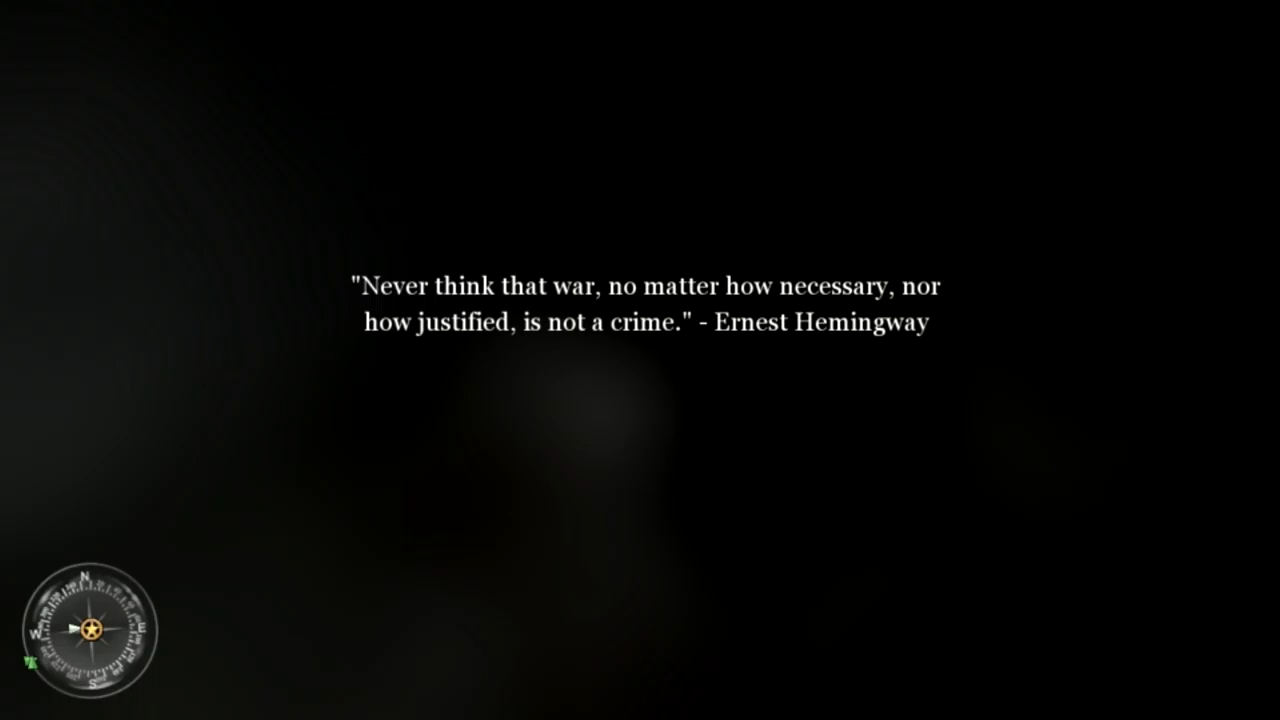 "Never think that war, no matter how necessary, nor
how justified, is not a crime." - Ernest Hemingway
N
W
E
S